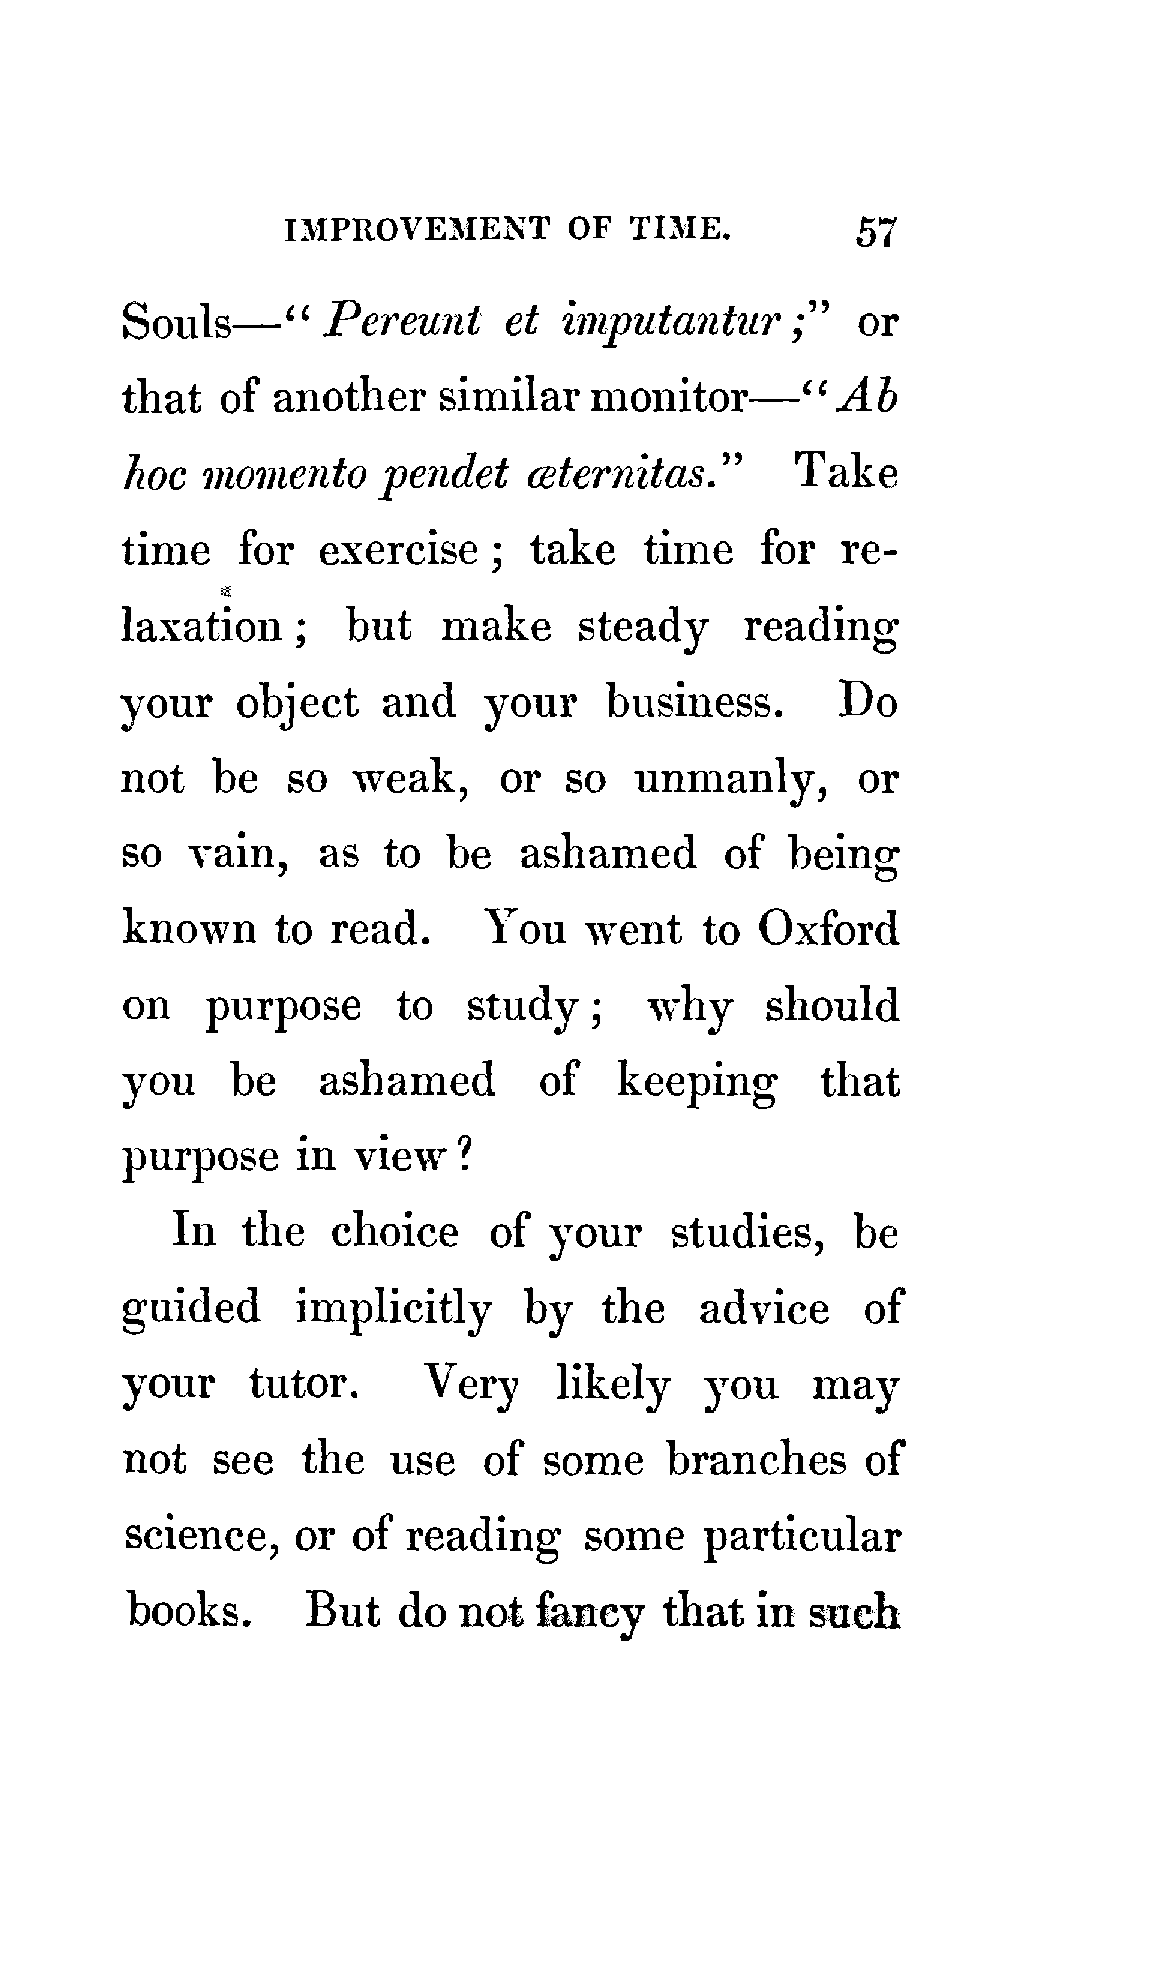 IMPROVEMENT OF TIME. 57
Souls—“ Pereunt et imputantur ;” or
that of another similar monitor—“ Ab
hoc momento pendet æternitas.” Take
time for exercise ; take time for re-
laxation ; but make steady reading
your object and your business. Do
not be so weak, or so unmanly, or
so vain, as to be ashamed of being
known to read. You went to Oxford
on purpose to study ; why should
you be ashamed of keeping that
purpose in view ?
In the choice of your studies, be
guided implicitly by the advice of
your tutor. Very likely you may
not see the use of some branches of
science, or of reading some particular
books. But do not fancy that in such